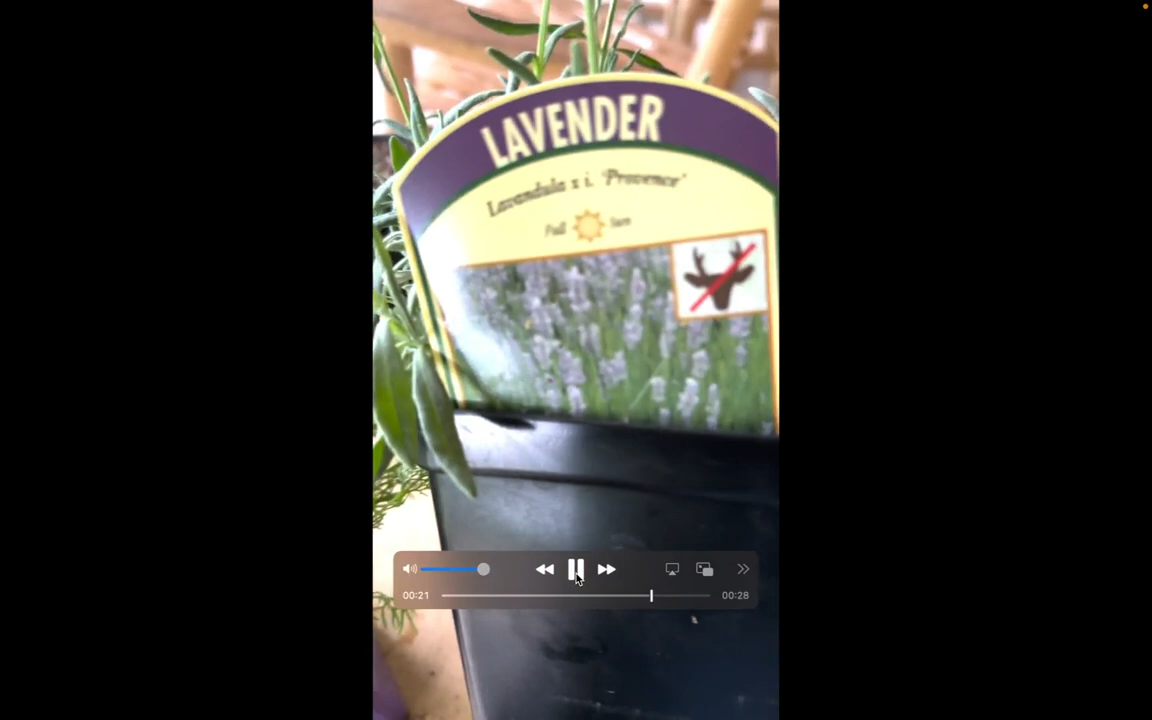 LAVENDER
Lavandula x i. 'Provence'
Full Sun
00:21
00:28